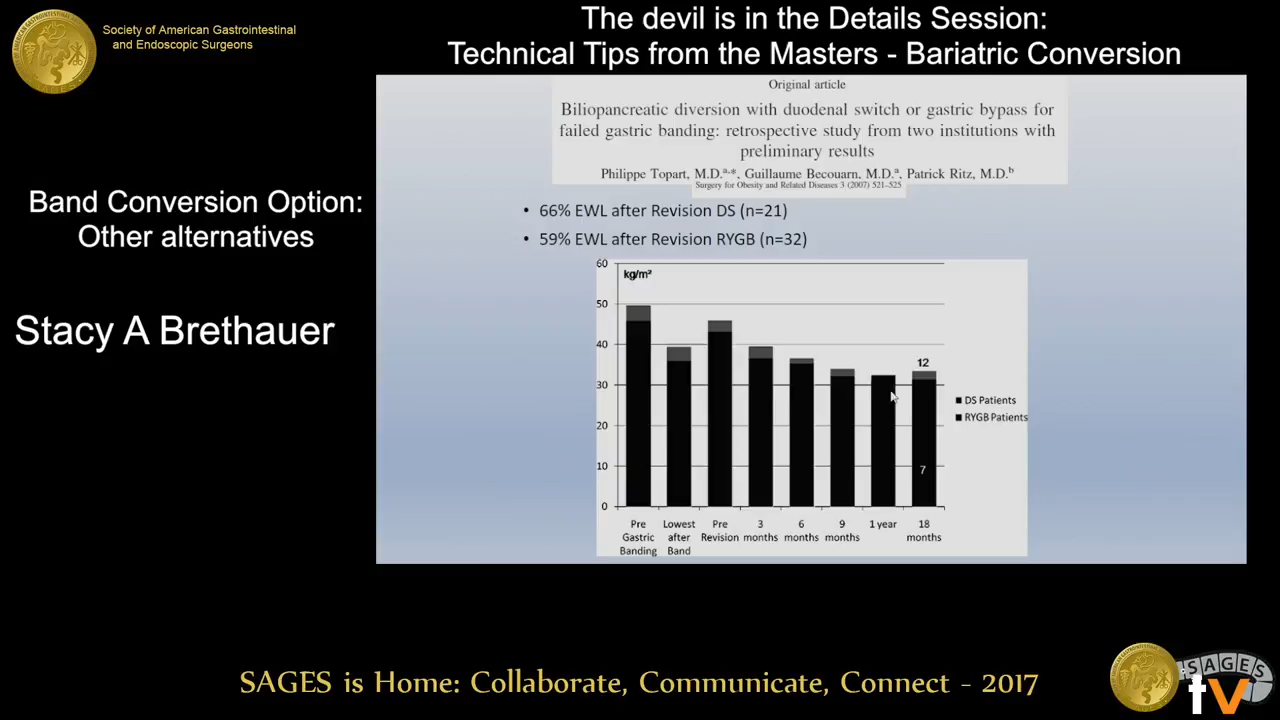 Society of American Gastrointestinal
and Endoscopic Surgeons
The devil is in the Details Session:
Technical Tips from the Masters - Bariatric Conversion
Band Conversion Option:
Other alternatives
Stacy A Brethauer
Original article
Biliopancreatic diversion with duodenal switch or gastric bypass for
failed gastric banding: retrospective study from two institutions with
preliminary results
Philippe Topart, M.D.ᵃ,*, Guillaume Becouarn, M.D.ᵃ, Patrick Ritz, M.D.ᵇ
Surgery for Obesity and Related Diseases 3 (2007) 521–525
• 66% EWL after Revision DS (n=21)
• 59% EWL after Revision RYGB (n=32)
kg/m²
60
50
40
30
20
10
0
12
7
Pre Gastric Banding
Lowest after Band
Pre Revision
3 months
6 months
9 months
1 year
18 months
DS Patients
RYGB Patients
SAGES is Home: Collaborate, Communicate, Connect - 2017
SAGES
tv